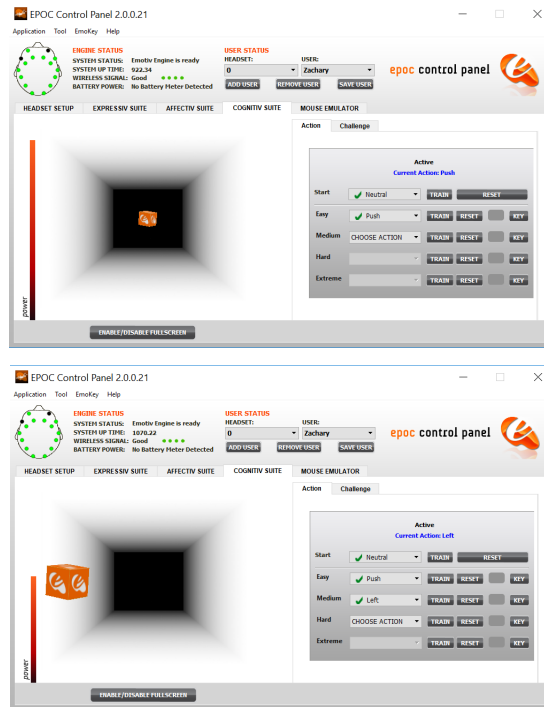 EPOC Control Panel 2.0.0.21
Application Tool EmoKey Help
ENGINE STATUS
SYSTEM STATUS: Emotiv Engine is ready
SYSTEM UP TIME: 922.34
WIRELESS SIGNAL: Good
BATTERY POWER: No Battery Meter Detected
USER STATUS
HEADSET: USER:
0 Zachary
ADD USER REMOVE USER SAVE USER
epoc control panel
HEADSET SETUP EXPRESSIV SUITE AFFECTIV SUITE COGNITIV SUITE MOUSE EMULATOR
Action Challenge
Active
Current Action: Push
Start Neutral TRAIN RESET
Easy Push TRAIN RESET KEY
Medium CHOOSE ACTION TRAIN RESET KEY
Hard TRAIN RESET KEY
Extreme TRAIN RESET KEY
power
ENABLE/DISABLE FULLSCREEN
EPOC Control Panel 2.0.0.21
Application Tool EmoKey Help
ENGINE STATUS
SYSTEM STATUS: Emotiv Engine is ready
SYSTEM UP TIME: 1070.22
WIRELESS SIGNAL: Good
BATTERY POWER: No Battery Meter Detected
USER STATUS
HEADSET: USER:
0 Zachary
ADD USER REMOVE USER SAVE USER
epoc control panel
HEADSET SETUP EXPRESSIV SUITE AFFECTIV SUITE COGNITIV SUITE MOUSE EMULATOR
Action Challenge
Active
Current Action: Left
Start Neutral TRAIN RESET
Easy Push TRAIN RESET KEY
Medium Left TRAIN RESET KEY
Hard CHOOSE ACTION TRAIN RESET KEY
Extreme TRAIN RESET KEY
power
ENABLE/DISABLE FULLSCREEN